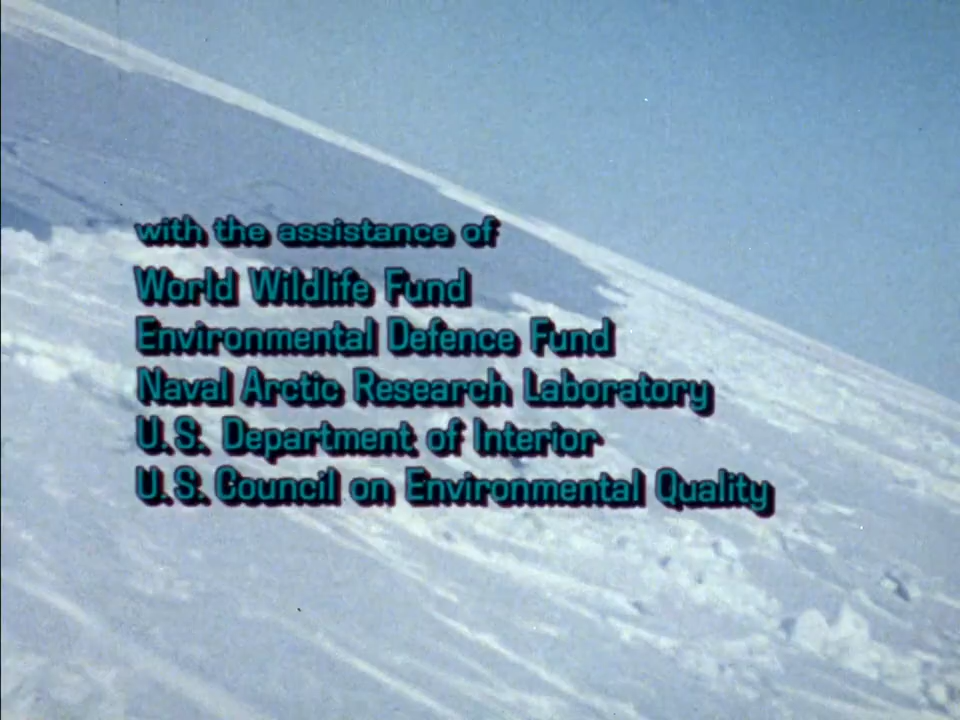 with the assistance of
World Wildlife Fund
Environmental Defence Fund
Naval Arctic Research Laboratory
U.S. Department of Interior
U.S. Council on Environmental Quality